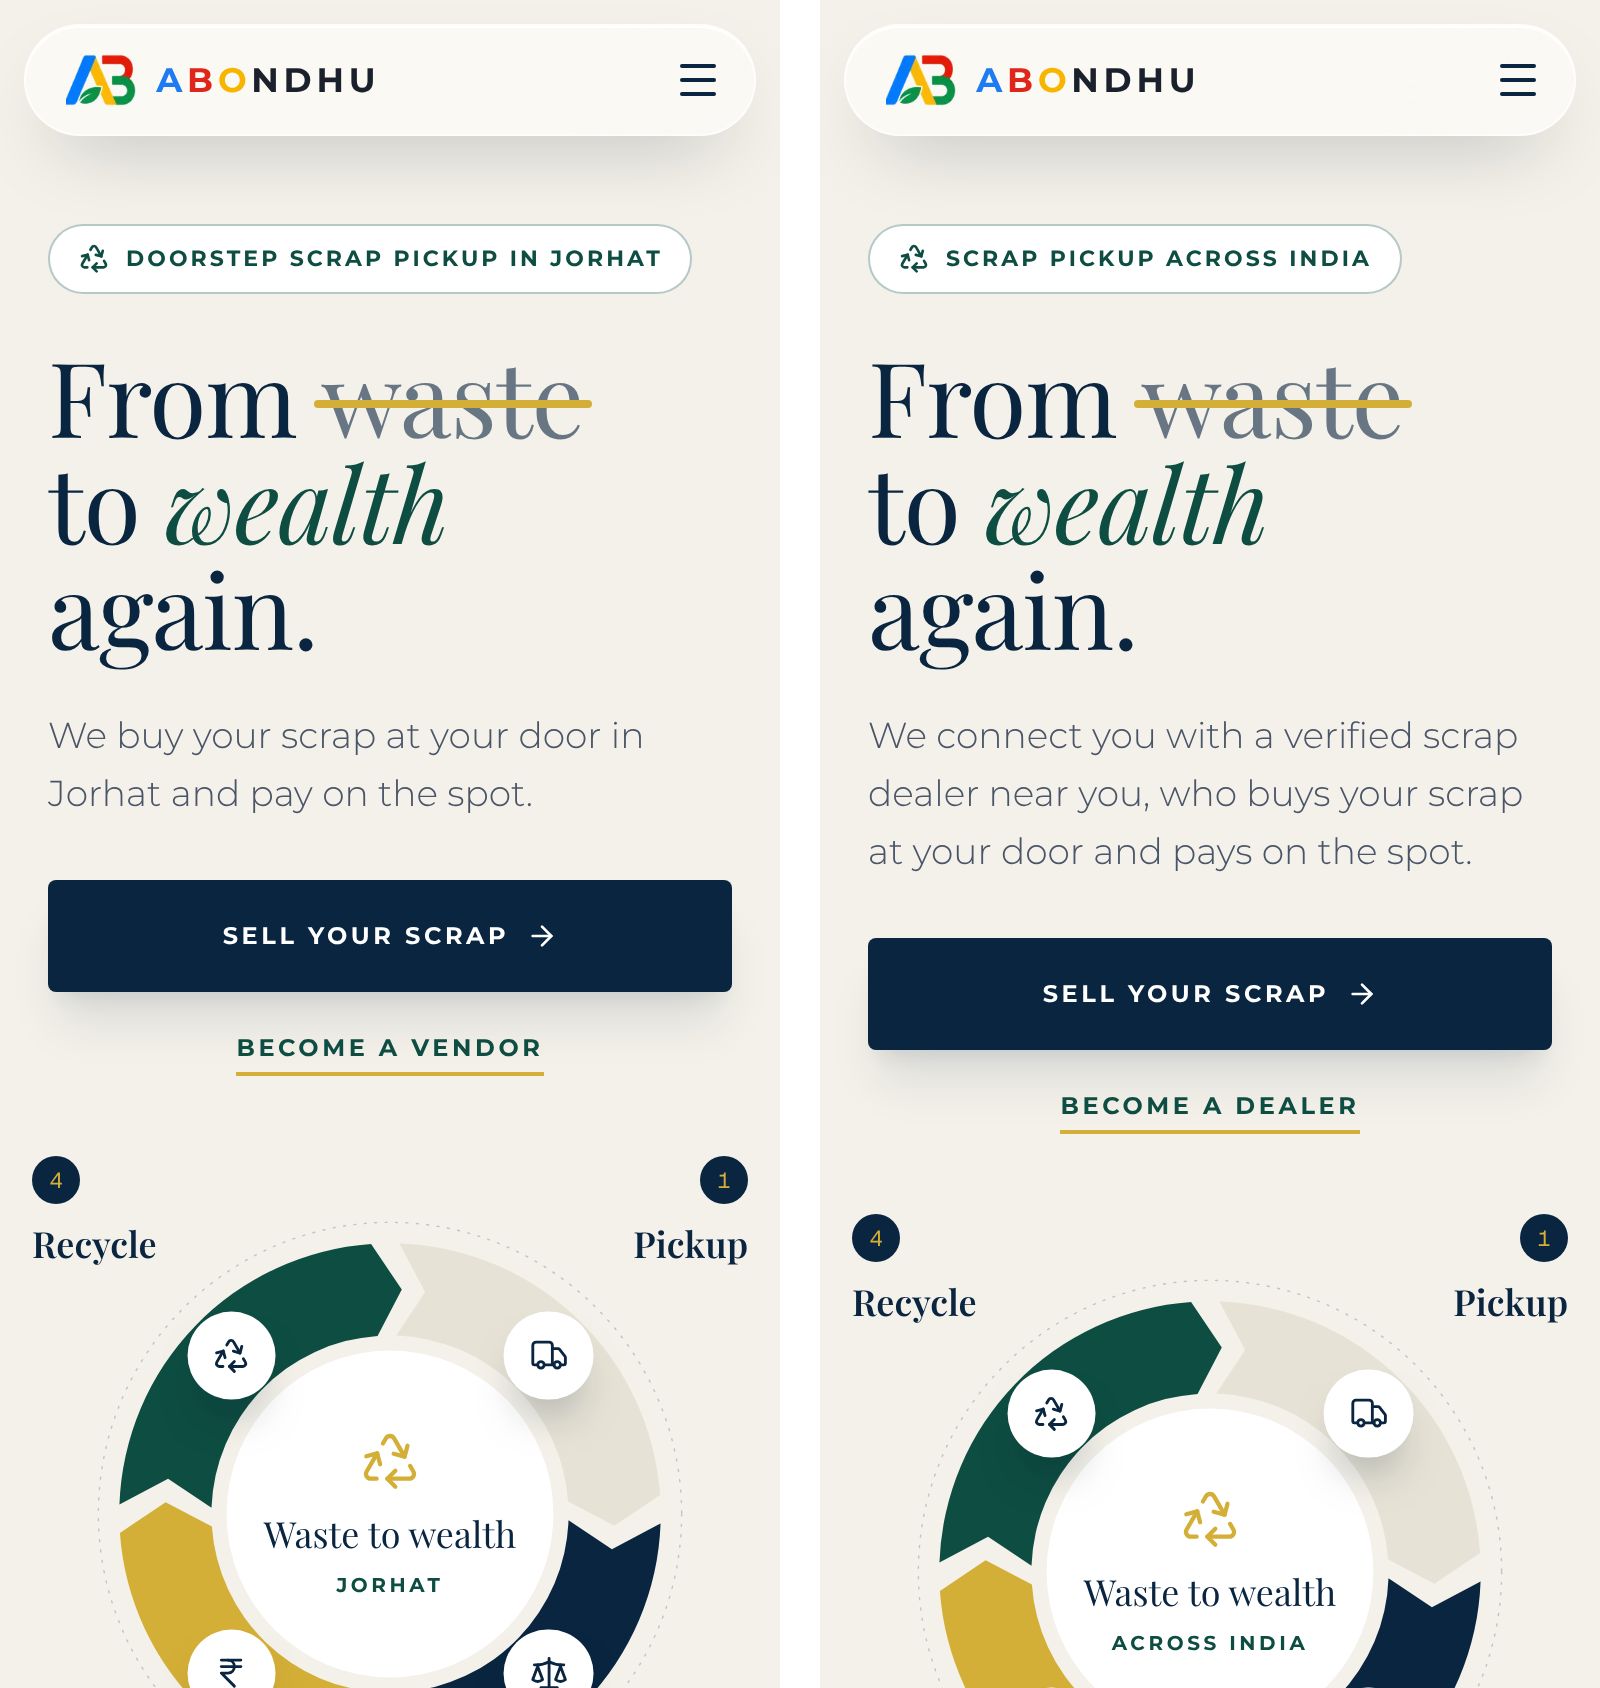 ABONDHU
DOORSTEP SCRAP PICKUP IN JORHAT
From waste
to wealth
again.
We buy your scrap at your door in
Jorhat and pay on the spot.
SELL YOUR SCRAP
BECOME A VENDOR
4
1
Recycle
Pickup
Waste to wealth
JORHAT
₹
ABONDHU
SCRAP PICKUP ACROSS INDIA
From waste
to wealth
again.
We connect you with a verified scrap
dealer near you, who buys your scrap
at your door and pays on the spot.
SELL YOUR SCRAP
BECOME A DEALER
4
1
Recycle
Pickup
Waste to wealth
ACROSS INDIA